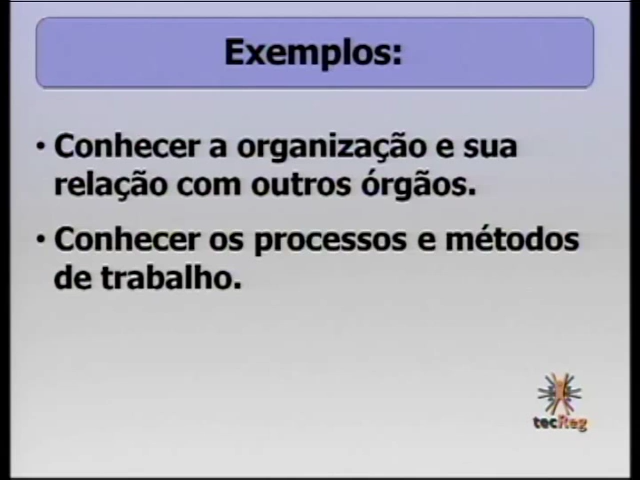 Exemplos:
• Conhecer a organização e sua
relação com outros órgãos.
• Conhecer os processos e métodos
de trabalho.
tecReg